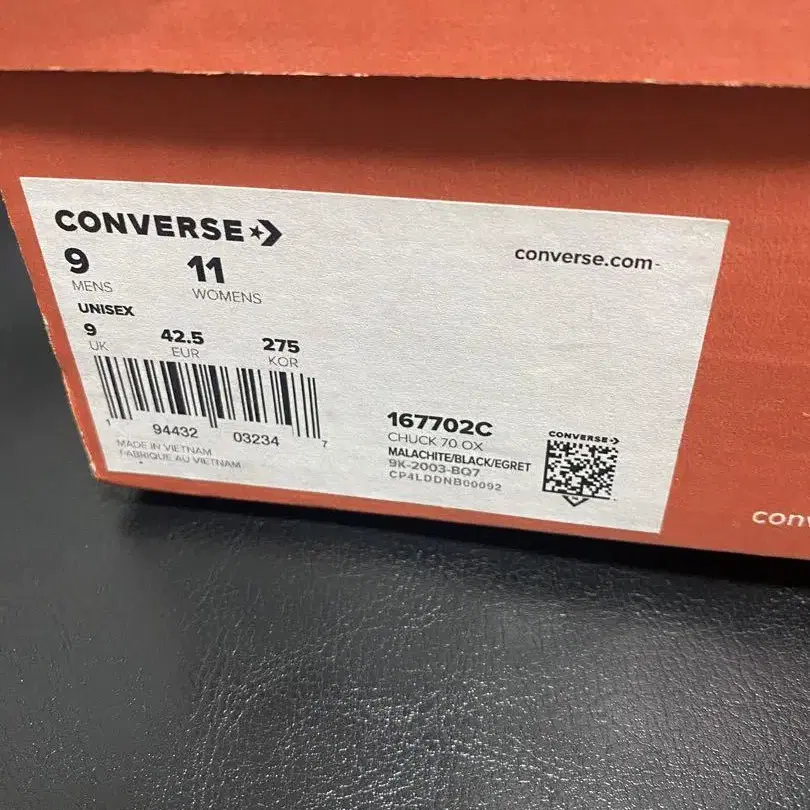 CONVERSE
converse.com
9 11
MENS WOMENS
UNISEX
9 42.5 275
UK EUR KOR
1 94432 03234 7
MADE IN VIETNAM
FABRIQUE AU VIETNAM
167702C
CHUCK 70 OX
MALACHITE/BLACK/EGRET
9K-2003-BQ7
CP4LDDNB00092
CONVERSE
conv